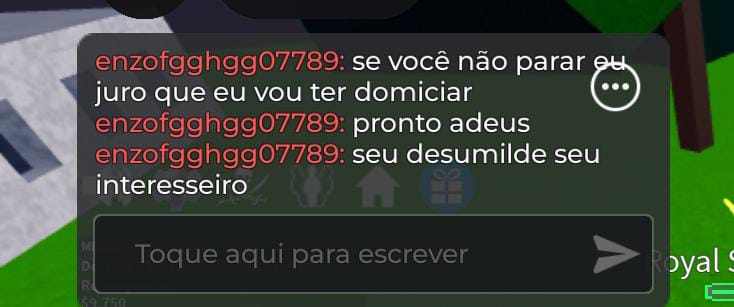 enzofgghgg07789: se você não parar eu
juro que eu vou ter domiciar
enzofgghgg07789: pronto adeus
enzofgghgg07789: seu desumilde seu
interesseiro
Toque aqui para escrever
Royal S
$9,750